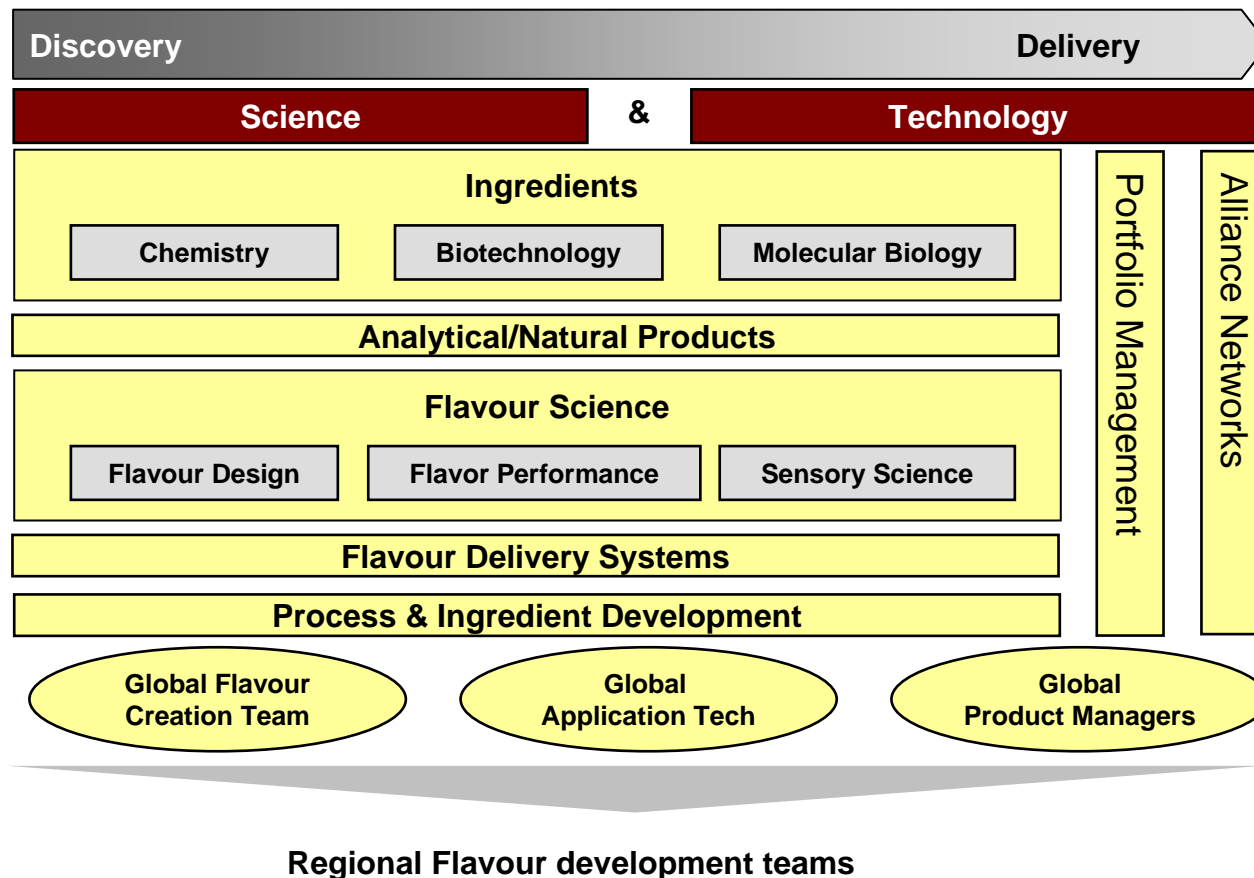 Discovery
Delivery
Science
&
Technology
Ingredients
Chemistry
Biotechnology
Molecular Biology
Analytical/Natural Products
Flavour Science
Flavour Design
Flavor Performance
Sensory Science
Flavour Delivery Systems
Process & Ingredient Development
Portfolio Management
Alliance Networks
Global Flavour
Creation Team
Global
Application Tech
Global
Product Managers
Regional Flavour development teams